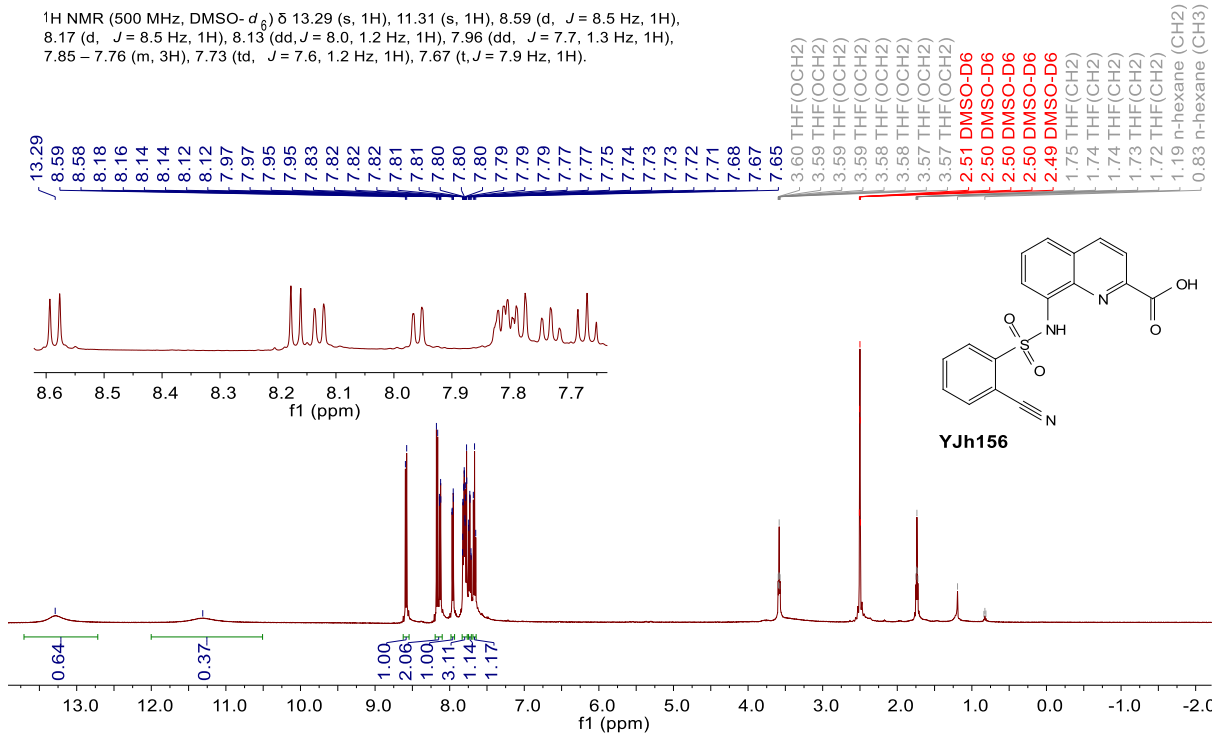 ¹H NMR (500 MHz, DMSO-d₆) δ 13.29 (s, 1H), 11.31 (s, 1H), 8.59 (d, J = 8.5 Hz, 1H),
8.17 (d, J = 8.5 Hz, 1H), 8.13 (dd, J = 8.0, 1.2 Hz, 1H), 7.96 (dd, J = 7.7, 1.3 Hz, 1H),
7.85 – 7.76 (m, 3H), 7.73 (td, J = 7.6, 1.2 Hz, 1H), 7.67 (t, J = 7.9 Hz, 1H).
13.29
8.59
8.58
8.18
8.16
8.14
8.14
8.12
8.12
7.97
7.97
7.95
7.95
7.83
7.82
7.82
7.82
7.81
7.81
7.80
7.80
7.80
7.79
7.79
7.79
7.77
7.77
7.75
7.74
7.73
7.73
7.72
7.71
7.68
7.67
7.65
3.60 THF(OCH2)
3.59 THF(OCH2)
3.59 THF(OCH2)
3.59 THF(OCH2)
3.58 THF(OCH2)
3.58 THF(OCH2)
3.57 THF(OCH2)
3.57 THF(OCH2)
2.51 DMSO-D6
2.50 DMSO-D6
2.50 DMSO-D6
2.50 DMSO-D6
2.49 DMSO-D6
1.75 THF(CH2)
1.74 THF(CH2)
1.74 THF(CH2)
1.73 THF(CH2)
1.72 THF(CH2)
1.19 n-hexane (CH2)
0.83 n-hexane (CH3)
8.6 8.5 8.4 8.3 8.2 8.1 8.0 7.9 7.8 7.7
f1 (ppm)
N
OH
O
NH
O
S
O
N
YJh156
0.64
0.37
1.00
2.06
1.00
3.11
1.14
1.17
13.0 12.0 11.0 10.0 9.0 8.0 7.0 6.0 5.0 4.0 3.0 2.0 1.0 0.0 -1.0 -2.0
f1 (ppm)